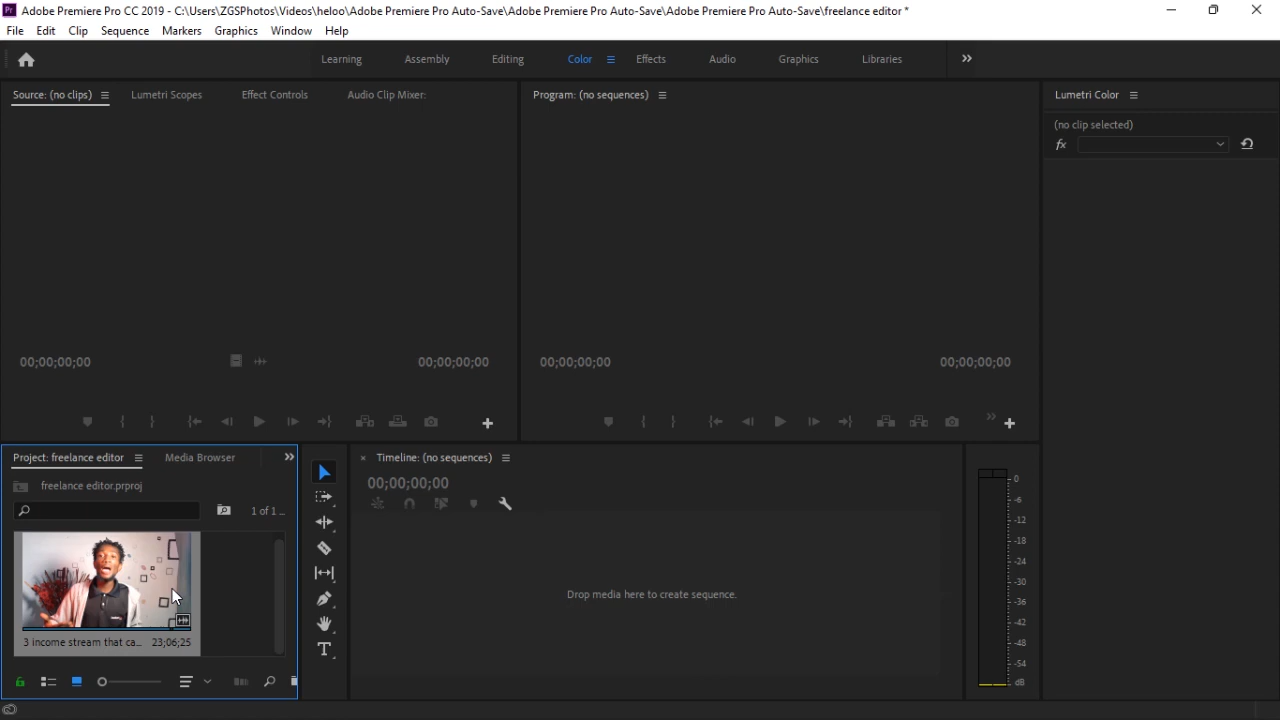 Adobe Premiere Pro CC 2019 - C:\Users\ZGSPhotos\Videos\heloo\Adobe Premiere Pro Auto-Save\Adobe Premiere Pro Auto-Save\Adobe Premiere Pro Auto-Save\freelance editor *
File Edit Clip Sequence Markers Graphics Window Help
Learning Assembly Editing Color Effects Audio Graphics Libraries
Source: (no clips) Lumetri Scopes Effect Controls Audio Clip Mixer: Program: (no sequences) Lumetri Color
(no clip selected)
fx
00;00;00;00 00;00;00;00 00;00;00;00 00;00;00;00
Project: freelance editor Media Browser
freelance editor.prproj
1 of 1 ...
3 income stream that ca... 23;06;25
Timeline: (no sequences)
00;00;00;00
Drop media here to create sequence.
0
-6
-12
-18
-24
-30
-36
-42
-48
-54
dB